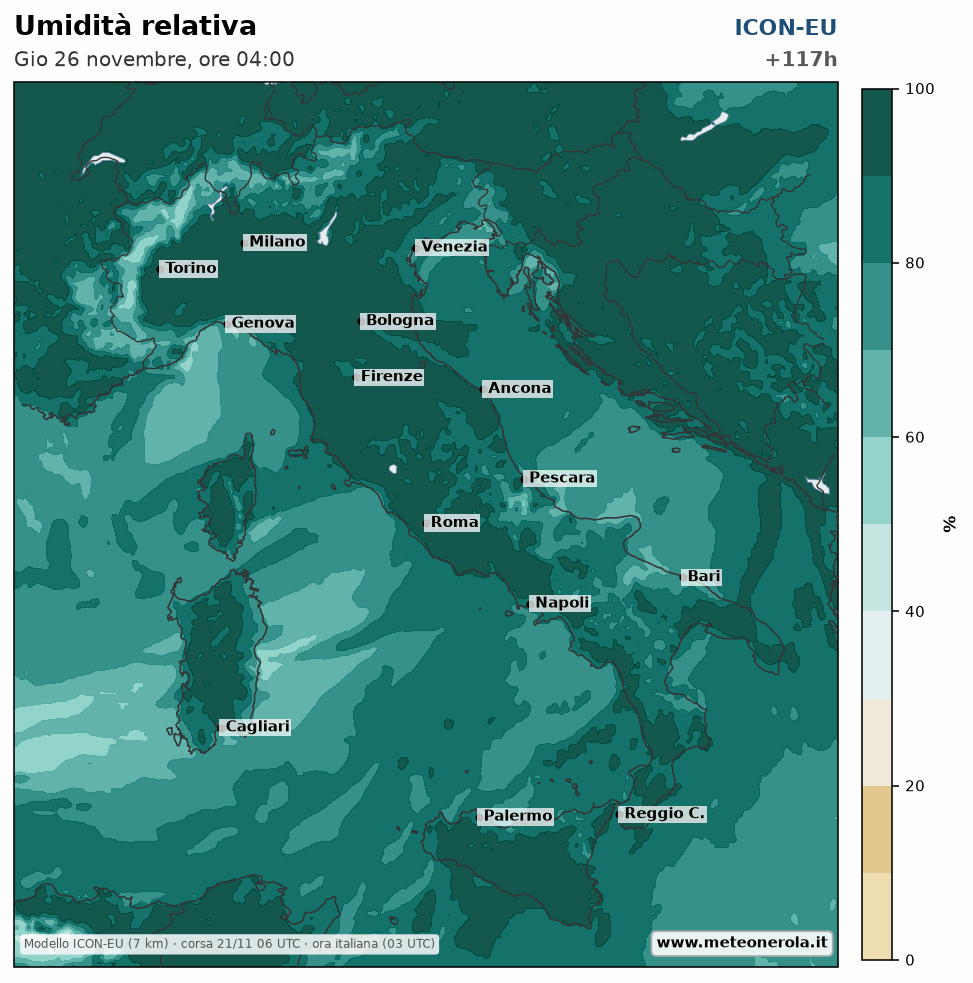 Umidità relativa
ICON-EU
Gio 26 novembre, ore 04:00
+117h
100
80
60
40
20
0
%
Milano
Venezia
Torino
Genova
Bologna
Firenze
Ancona
Pescara
Roma
Bari
Napoli
Cagliari
Palermo
Reggio C.
Modello ICON-EU (7 km) · corsa 21/11 06 UTC · ora italiana (03 UTC)
www.meteonerola.it